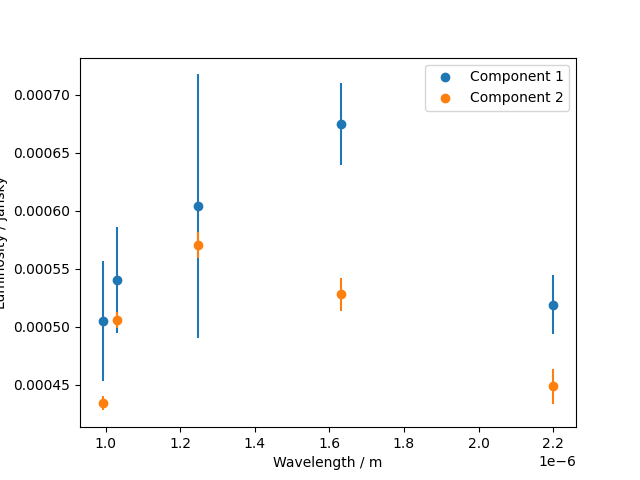 Component 1
Component 2
0.00070
0.00065
0.00060
0.00055
0.00050
0.00045
Luminosity / Jansky
1.0 1.2 1.4 1.6 1.8 2.0 2.2
1e−6
Wavelength / m